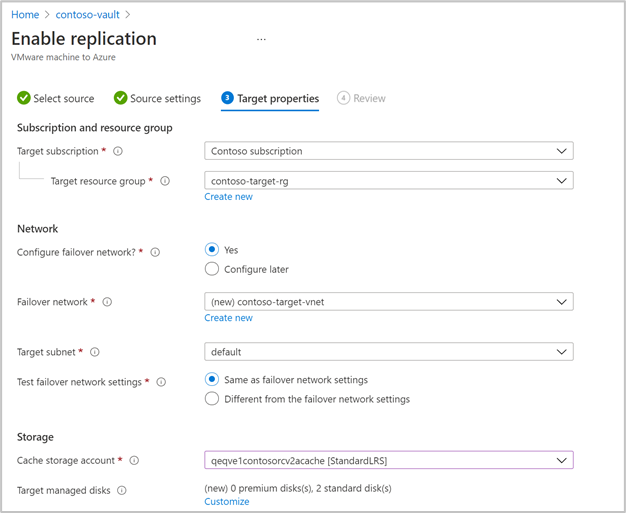 Home > contoso-vault >
Enable replication ...
VMware machine to Azure
Select source Source settings 3 Target properties 4 Review
Subscription and resource group
Target subscription * Contoso subscription
Target resource group * contoso-target-rg
Create new
Network
Configure failover network? * Yes
Configure later
Failover network * (new) contoso-target-vnet
Create new
Target subnet * default
Test failover network settings * Same as failover network settings
Different from the failover network settings
Storage
Cache storage account * qeqve1contosorcv2acache [StandardLRS]
Target managed disks (new) 0 premium disks(s), 2 standard disk(s)
Customize